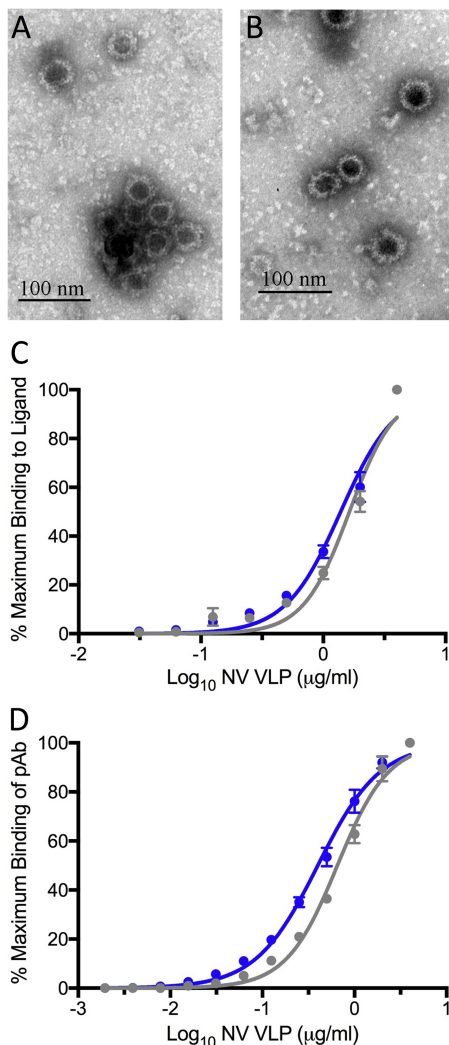 A
B
100 nm
100 nm
C
% Maximum Binding to Ligand
100
80
60
40
20
0
-2
-1
0
1
Log10 NV VLP (μg/ml)
D
% Maximum Binding of pAb
100
80
60
40
20
0
-3
-2
-1
0
1
Log10 NV VLP (μg/ml)